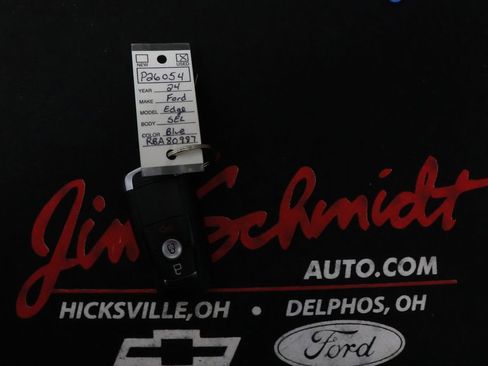 NEW USED
P26054
YEAR 24
MAKE Ford
MODEL Edge
BODY SEL
COLOR Blue
RBA80987
Jim Schmidt
AUTO.COM
HICKSVILLE, OH • DELPHOS, OH
Ford